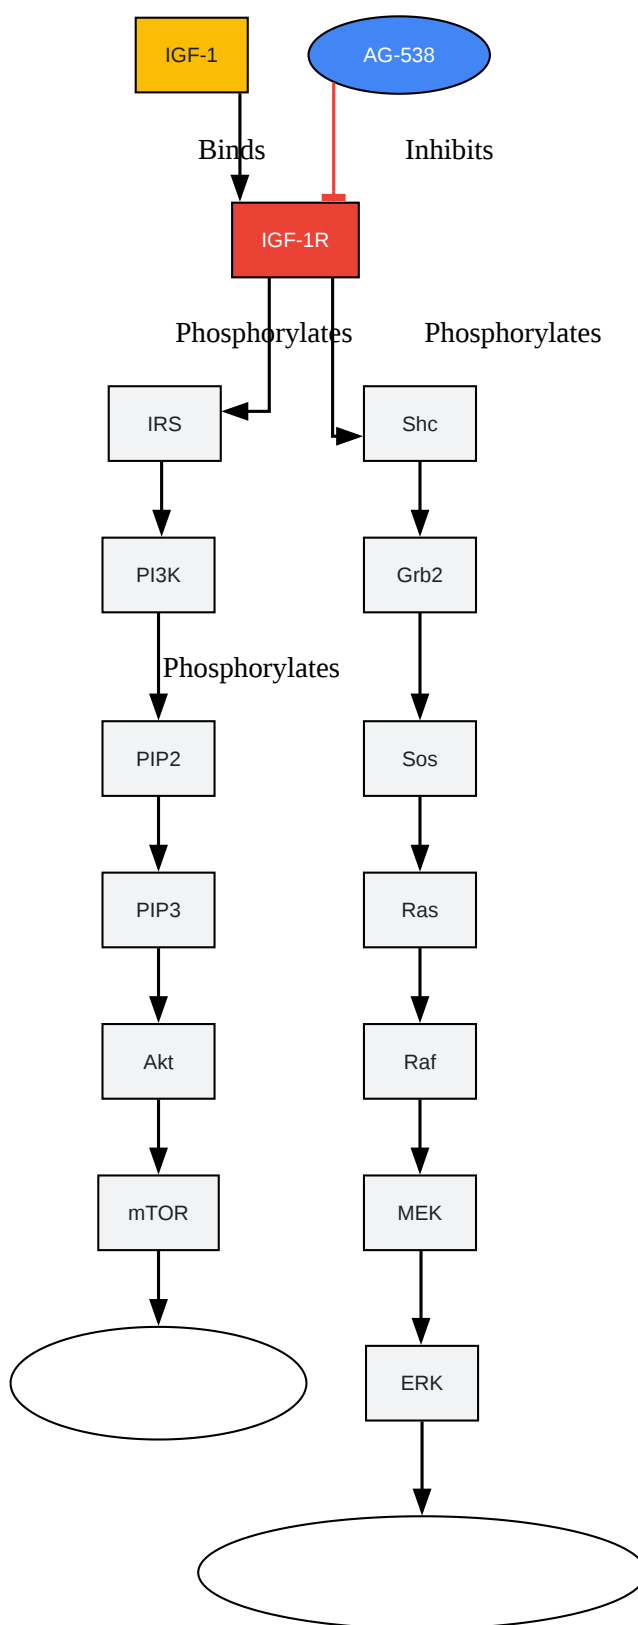 IGF-1
AG-538
Binds
Inhibits
IGF-1R
Phosphorylates
Phosphorylates
IRS
Shc
PI3K
Grb2
Phosphorylates
PIP2
Sos
PIP3
Ras
Akt
Raf
mTOR
MEK
ERK